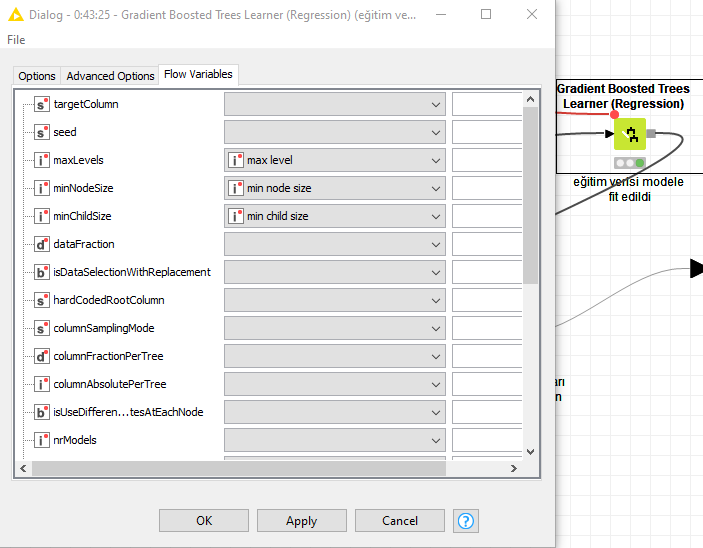 Dialog - 0:43:25 - Gradient Boosted Trees Learner (Regression) (eğitim ve...
File
Options
Advanced Options
Flow Variables
s targetColumn
s seed
i maxLevels i max level
i minNodeSize i min node size
i minChildSize i min child size
d dataFraction
b isDataSelectionWithReplacement
s hardCodedRootColumn
s columnSamplingMode
d columnFractionPerTree
i columnAbsolutePerTree
b isUseDifferen...tesAtEachNode
i nrModels
OK
Apply
Cancel
?
Gradient Boosted Trees
Learner (Regression)
eğitim verisi modele
fit edildi
arı
n